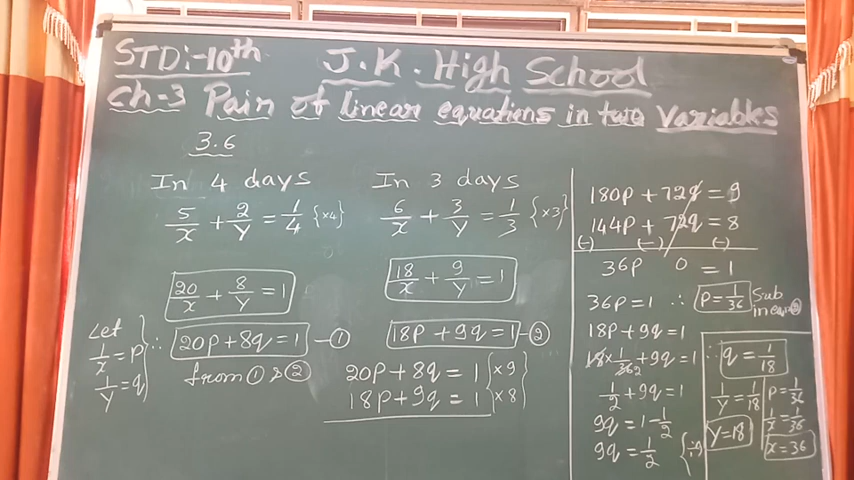 STD:-10th J.K. High School
ch-3 Pair of linear equations in two Variables
3.6
In 4 days
5/x + 2/y = 1/4 {×4}
20/x + 8/y = 1
Let
1/x = p
1/y = q
∴ 20p + 8q = 1 — ①
from ① & ②
In 3 days
6/x + 3/y = 1/3 {×3}
18/x + 9/y = 1
18p + 9q = 1 — ②
20p + 8q = 1 {×9}
18p + 9q = 1 {×8}
180p + 72q = 9
144p + 72q = 8
(-) (-) (-)
36p 0 = 1
36p = 1 ∴ p = 1/36 Sub in eqn ②
18p + 9q = 1
18 × 1/36 2 + 9q = 1
1/2 + 9q = 1
9q = 1 - 1/2
9q = 1/2 {÷9
∴ q = 1/18
1/y = 1/18
y = 18
p = 1/36
1/x = 1/36
x = 36